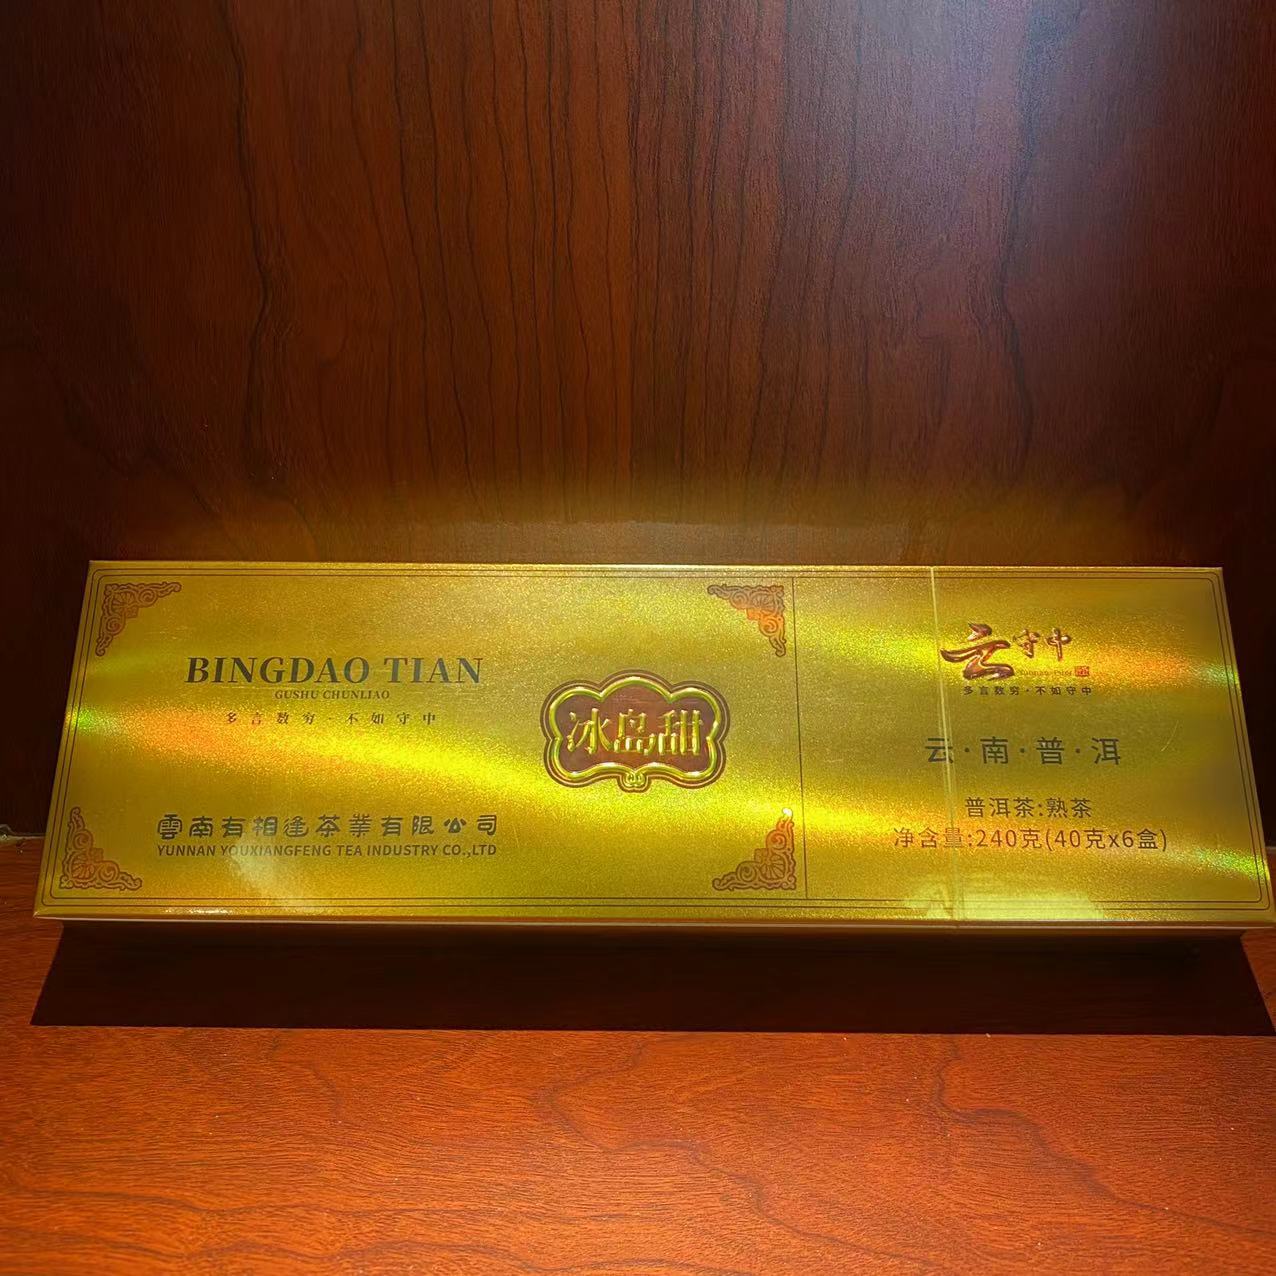 BINGDAO TIAN
GUSHU CHUNLIAO
多言数穷·不如守中
冰岛甜
雲南有相逢茶業有限公司
YUNNAN YOUXIANGFENG TEA INDUSTRY CO.,LTD
云守中
多言数穷·不如守中
云·南·普·洱
普洱茶:熟茶
净含量:240克(40克x6盒)